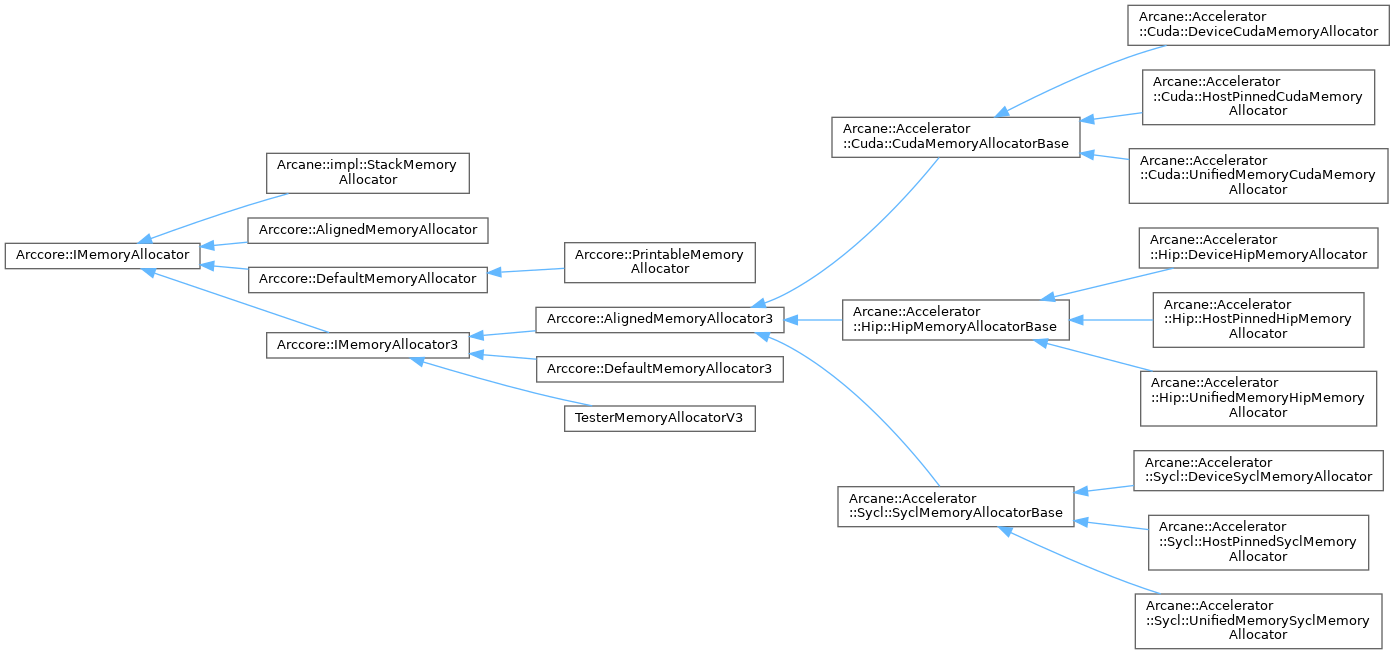 Arccore::IMemoryAllocator
Arcane::impl::StackMemory
Allocator
Arccore::AlignedMemoryAllocator
Arccore::DefaultMemoryAllocator
Arccore::IMemoryAllocator3
Arccore::PrintableMemory
Allocator
Arccore::AlignedMemoryAllocator3
Arccore::DefaultMemoryAllocator3
TesterMemoryAllocatorV3
Arcane::Accelerator
::Cuda::CudaMemoryAllocatorBase
Arcane::Accelerator
::Hip::HipMemoryAllocatorBase
Arcane::Accelerator
::Sycl::SyclMemoryAllocatorBase
Arcane::Accelerator
::Cuda::DeviceCudaMemoryAllocator
Arcane::Accelerator
::Cuda::HostPinnedCudaMemory
Allocator
Arcane::Accelerator
::Cuda::UnifiedMemoryCudaMemory
Allocator
Arcane::Accelerator
::Hip::DeviceHipMemoryAllocator
Arcane::Accelerator
::Hip::HostPinnedHipMemory
Allocator
Arcane::Accelerator
::Hip::UnifiedMemoryHipMemory
Allocator
Arcane::Accelerator
::Sycl::DeviceSyclMemoryAllocator
Arcane::Accelerator
::Sycl::HostPinnedSyclMemory
Allocator
Arcane::Accelerator
::Sycl::UnifiedMemorySyclMemory
Allocator